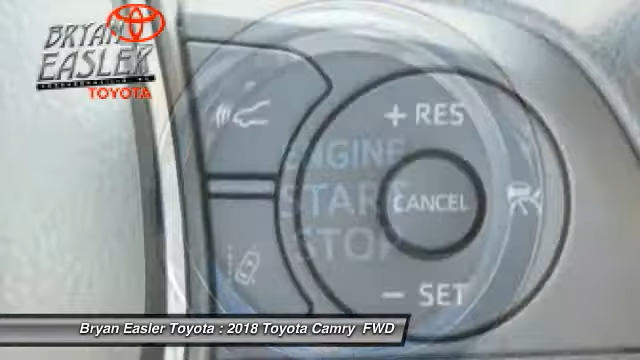 BRYAN
EASLER
TOYOTA
+ RES
ENGINE
START
STOP
CANCEL
- SET
Bryan Easler Toyota : 2018 Toyota Camry FWD